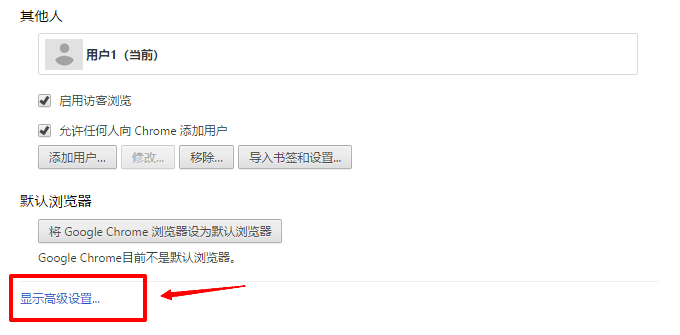 其他人
用户1（当前）
启用访客浏览
允许任何人向 Chrome 添加用户
添加用户... 修改... 移除... 导入书签和设置...
默认浏览器
将 Google Chrome 浏览器设为默认浏览器
Google Chrome目前不是默认浏览器。
显示高级设置...